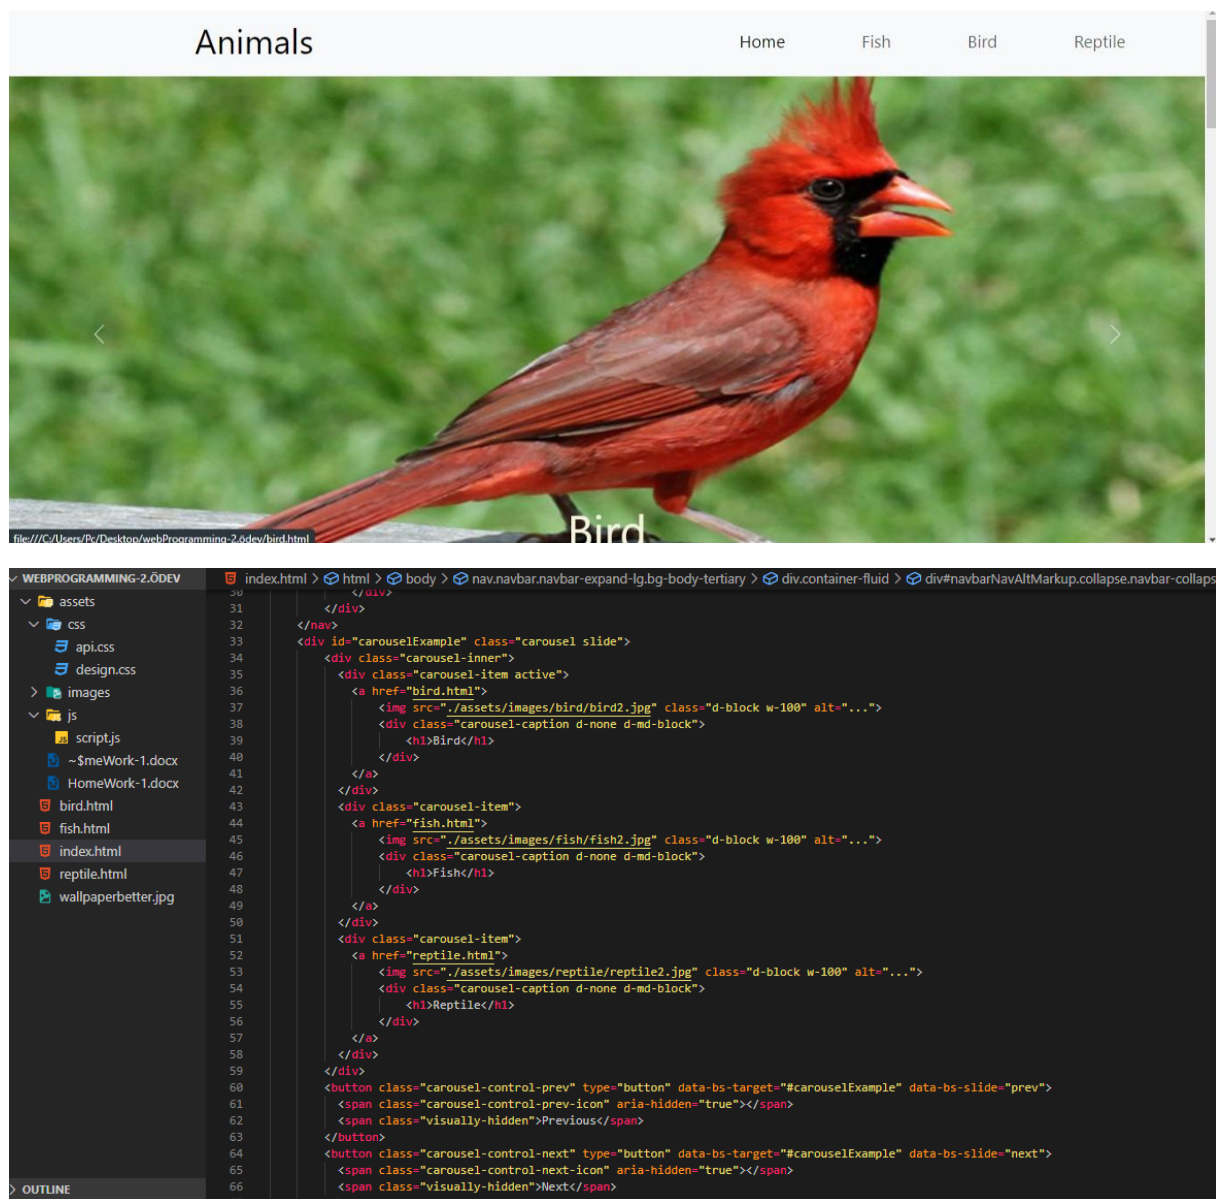 Animals
Home Fish Bird Reptile
Bird
file:///C:/Users/Pc/Desktop/webProgramming-2.ödev/bird.html
WEBPROGRAMMING-2.ÖDEV
assets
css
api.css
design.css
images
js
script.js
~$meWork-1.docx
HomeWork-1.docx
bird.html
fish.html
index.html
reptile.html
wallpaperbetter.jpg
OUTLINE
index.html > html > body > nav.navbar.navbar-expand-lg.bg-body-tertiary > div.container-fluid > div#navbarNavAltMarkup.collapse.navbar-collaps
30 </div>
31 </div>
32 </nav>
33 <div id="carouselExample" class="carousel slide">
34 <div class="carousel-inner">
35 <div class="carousel-item active">
36 <a href="bird.html">
37 <img src="./assets/images/bird/bird2.jpg" class="d-block w-100" alt="...">
38 <div class="carousel-caption d-none d-md-block">
39 <h1>Bird</h1>
40 </div>
41 </a>
42 </div>
43 <div class="carousel-item">
44 <a href="fish.html">
45 <img src="./assets/images/fish/fish2.jpg" class="d-block w-100" alt="...">
46 <div class="carousel-caption d-none d-md-block">
47 <h1>Fish</h1>
48 </div>
49 </a>
50 </div>
51 <div class="carousel-item">
52 <a href="reptile.html">
53 <img src="./assets/images/reptile/reptile2.jpg" class="d-block w-100" alt="...">
54 <div class="carousel-caption d-none d-md-block">
55 <h1>Reptile</h1>
56 </div>
57 </a>
58 </div>
59 </div>
60 <button class="carousel-control-prev" type="button" data-bs-target="#carouselExample" data-bs-slide="prev">
61 <span class="carousel-control-prev-icon" aria-hidden="true"></span>
62 <span class="visually-hidden">Previous</span>
63 </button>
64 <button class="carousel-control-next" type="button" data-bs-target="#carouselExample" data-bs-slide="next">
65 <span class="carousel-control-next-icon" aria-hidden="true"></span>
66 <span class="visually-hidden">Next</span>